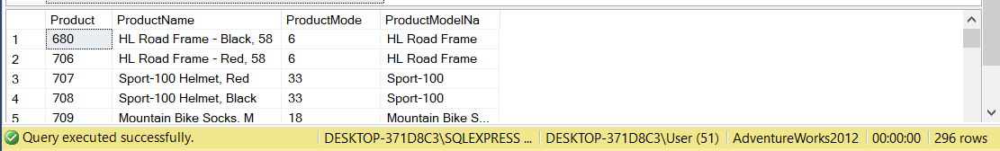 Product ProductName ProductMode ProductModelNa
1 680 HL Road Frame - Black, 58 6 HL Road Frame
2 706 HL Road Frame - Red, 58 6 HL Road Frame
3 707 Sport-100 Helmet, Red 33 Sport-100
4 708 Sport-100 Helmet, Black 33 Sport-100
5 709 Mountain Bike Socks, M 18 Mountain Bike S...
Query executed successfully. DESKTOP-371D8C3\SQLEXPRESS ... DESKTOP-371D8C3\User (51) AdventureWorks2012 00:00:00 296 rows